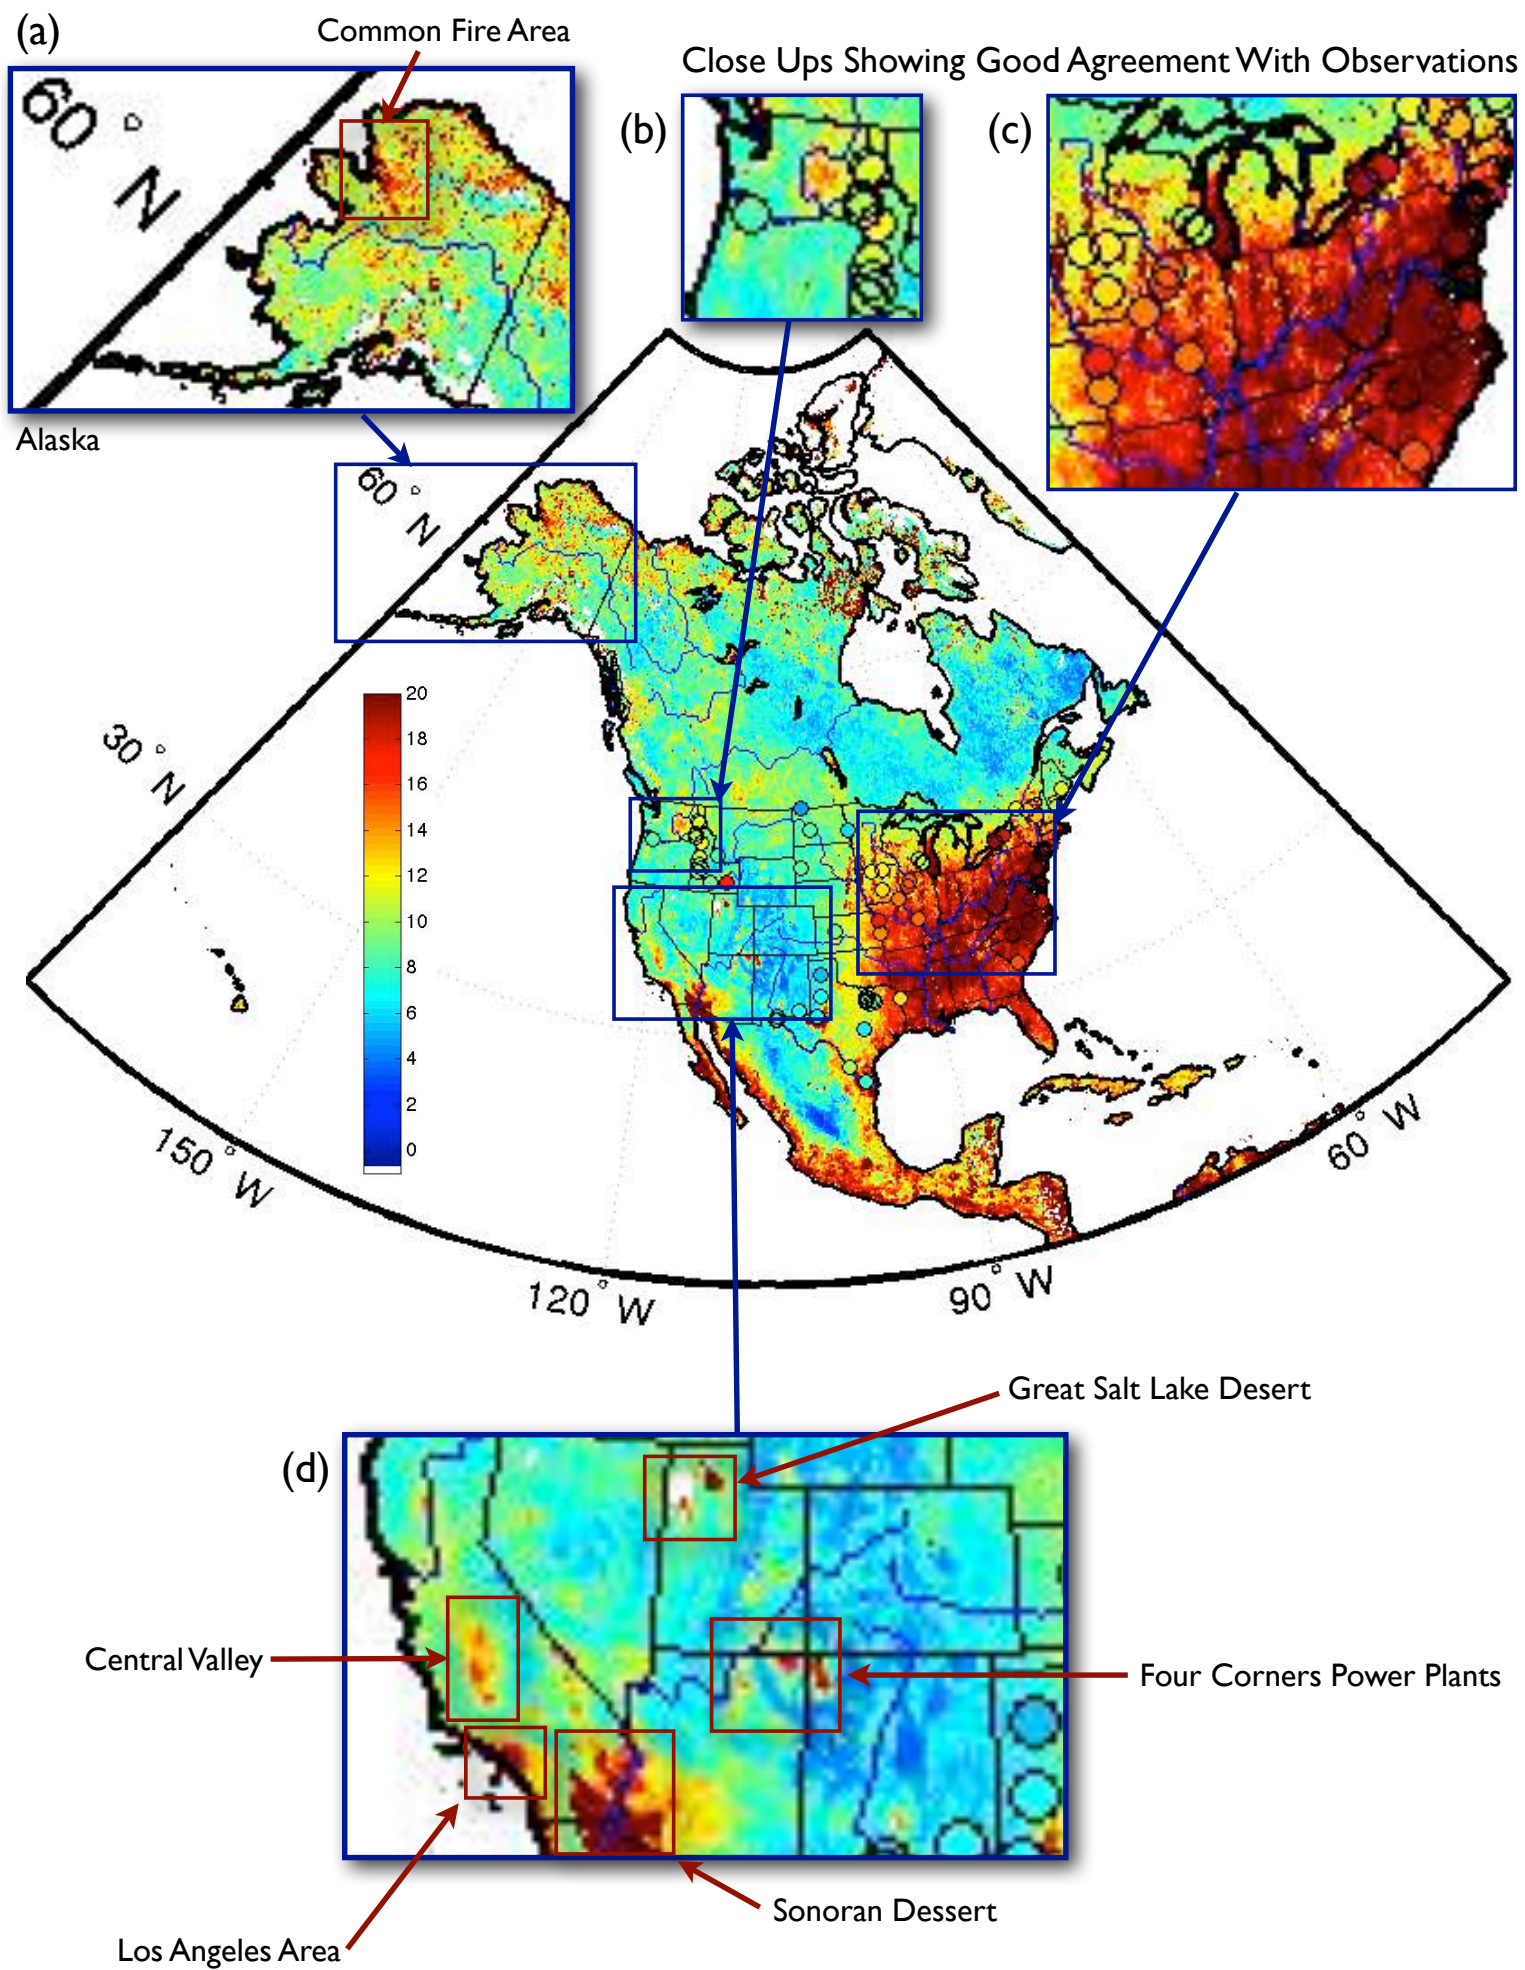 (a)
Common Fire Area
Close Ups Showing Good Agreement With Observations
60 ° N
(b)
(c)
Alaska
60 ° N
30 ° N
20
18
16
14
12
10
8
6
4
2
0
150 ° W
120 ° W
90 ° W
60 ° W
Great Salt Lake Desert
(d)
Central Valley
Four Corners Power Plants
Sonoran Dessert
Los Angeles Area